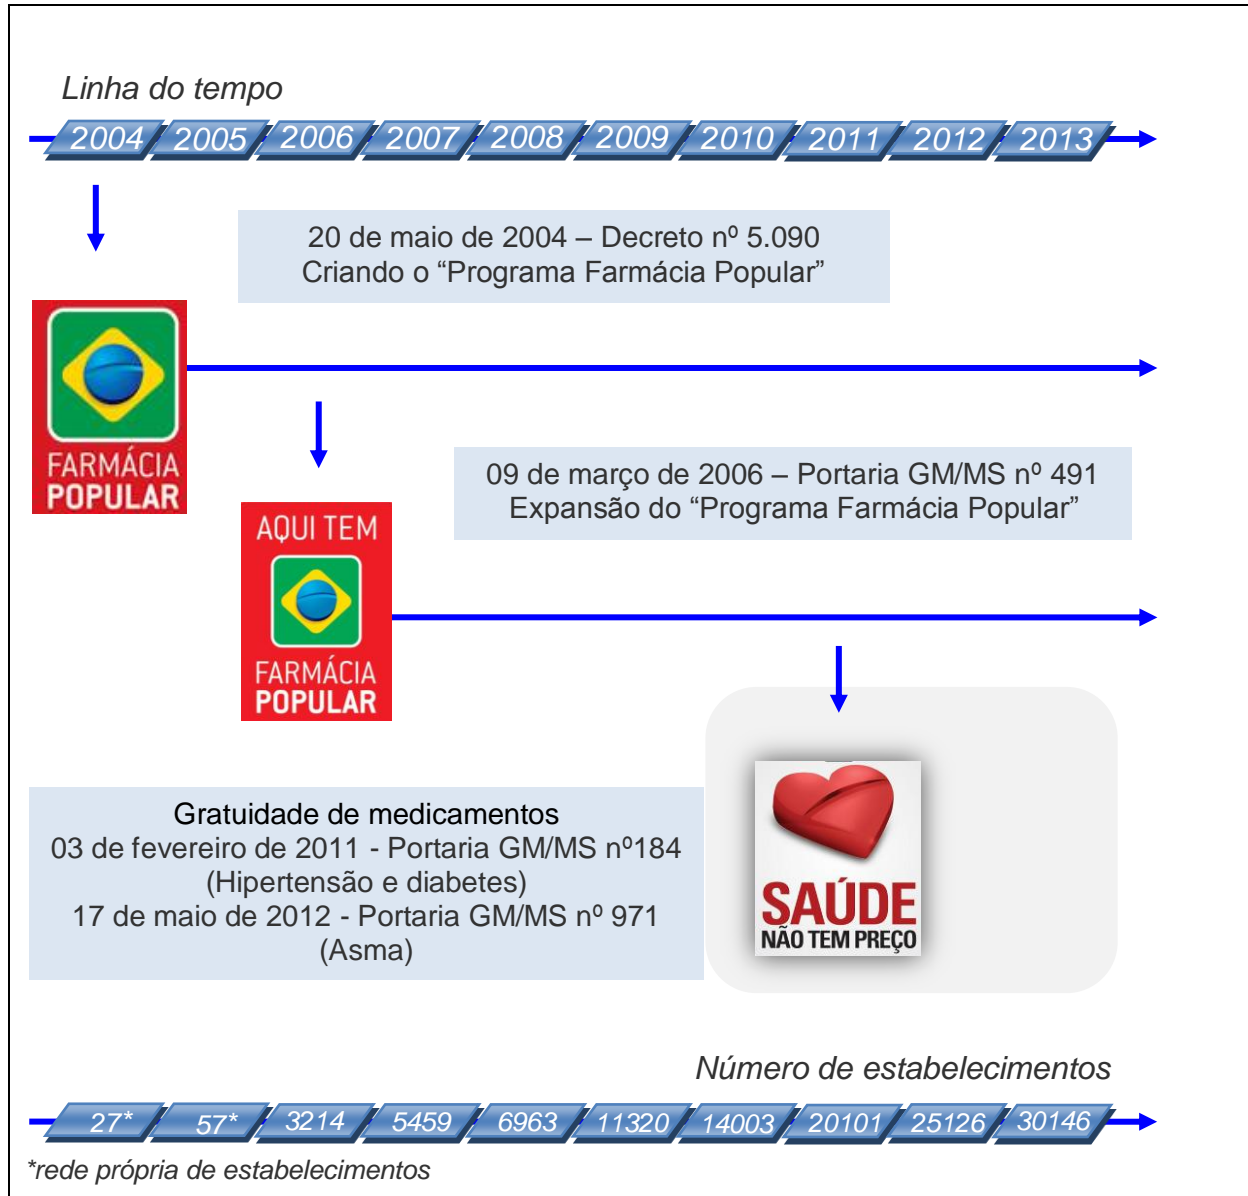 Linha do tempo
2004 2005 2006 2007 2008 2009 2010 2011 2012 2013
20 de maio de 2004 – Decreto nº 5.090
Criando o “Programa Farmácia Popular”
FARMÁCIA
POPULAR
09 de março de 2006 – Portaria GM/MS nº 491
Expansão do “Programa Farmácia Popular”
AQUI TEM
FARMÁCIA
POPULAR
Gratuidade de medicamentos
03 de fevereiro de 2011 - Portaria GM/MS nº184
(Hipertensão e diabetes)
17 de maio de 2012 - Portaria GM/MS nº 971
(Asma)
SAÚDE
NÃO TEM PREÇO
Número de estabelecimentos
27* 57* 3214 5459 6963 11320 14003 20101 25126 30146
*rede própria de estabelecimentos